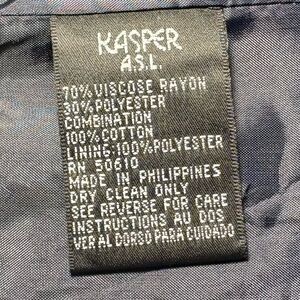 KASPER
A.S.L.
70% VISCOSE RAYON
30% POLYESTER
COMBINATION
100% COTTON
LINING:100% POLYESTER
RN 50610
MADE IN PHILIPPINES
DRY CLEAN ONLY
SEE REVERSE FOR CARE
INSTRUCTIONS AU DOS
VER AL DORSO PARA CUIDADO